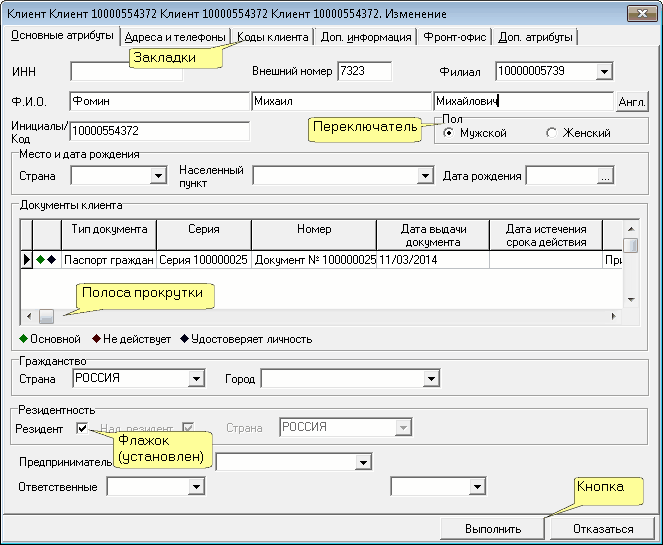 Клиент Клиент 10000554372 Клиент 10000554372 Клиент 10000554372. Изменение
Основные атрибуты Адреса и телефоны Коды клиента Доп. информация Фронт-офис Доп. атрибуты
Закладки
ИНН Внешний номер 7323 Филиал 10000005739
Ф.И.О. Фомин Михаил Михайлович Англ.
Инициалы/
Код 10000554372
Переключатель
Пол
Мужской Женский
Место и дата рождения
Страна Населенный
пункт Дата рождения ...
Документы клиента
Тип документа Серия Номер Дата выдачи
документа Дата истечения
срока действия
Паспорт граждан Серия 100000025 Документ № 100000025 11/03/2014 При
Полоса прокрутки
Основной Не действует Удостоверяет личность
Гражданство
Страна РОССИЯ Город
Резидентность
Резидент Нал. резидент Страна РОССИЯ
Флажок
(установлен)
Предприниматель
Ответственные
Кнопка
Выполнить Отказаться